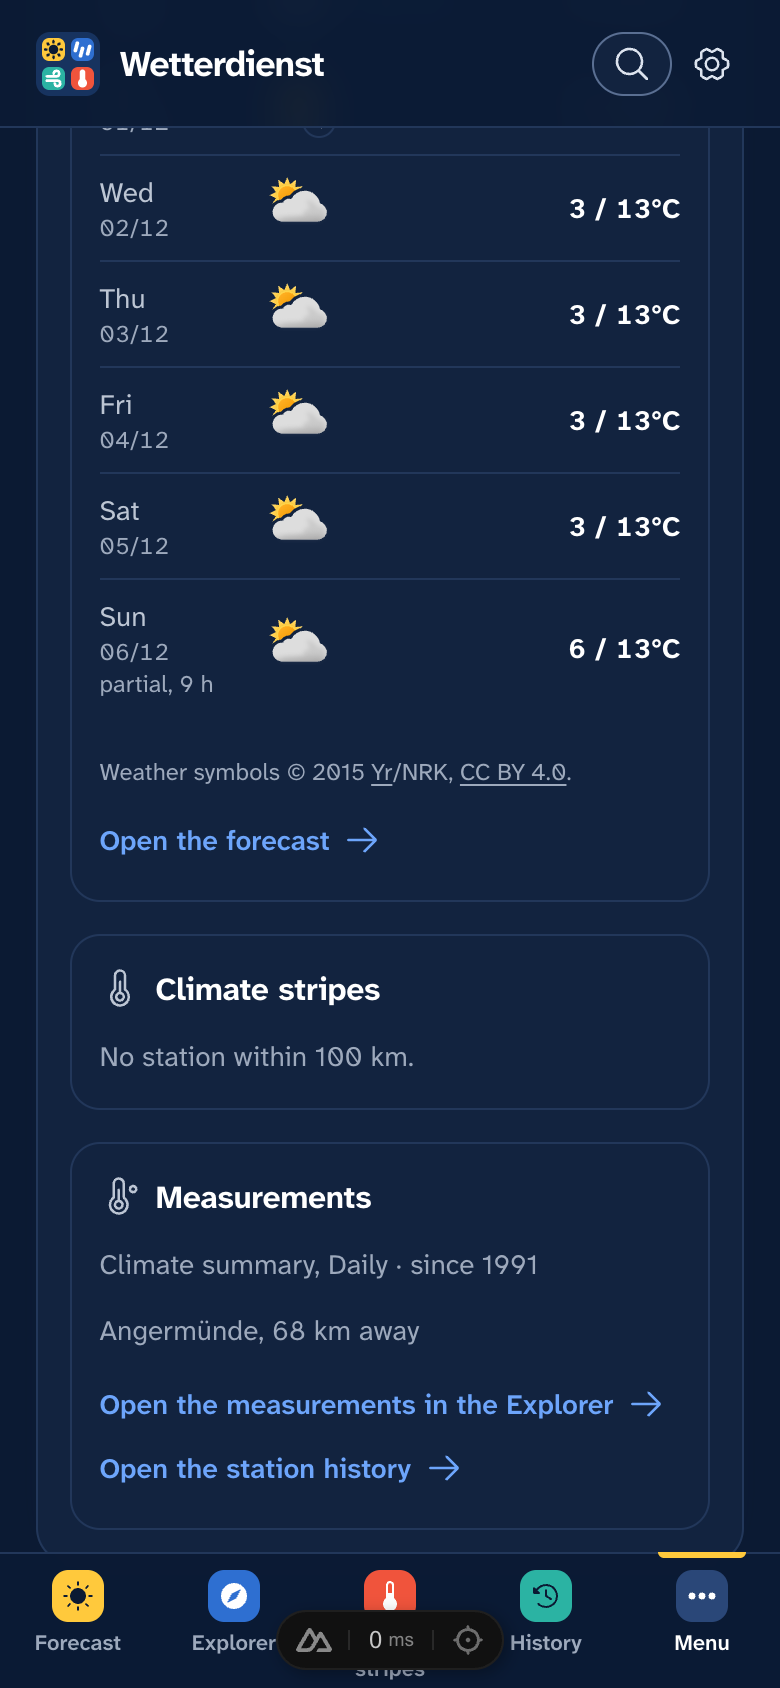 Wetterdienst
01/12
Wed
02/12
3 / 13°C
Thu
03/12
3 / 13°C
Fri
04/12
3 / 13°C
Sat
05/12
3 / 13°C
Sun
06/12
partial, 9 h
6 / 13°C
Weather symbols © 2015 Yr/NRK, CC BY 4.0.
Open the forecast
Climate stripes
No station within 100 km.
Measurements
Climate summary, Daily · since 1991
Angermünde, 68 km away
Open the measurements in the Explorer
Open the station history
Forecast
Explorer
stripes
History
Menu
0 ms